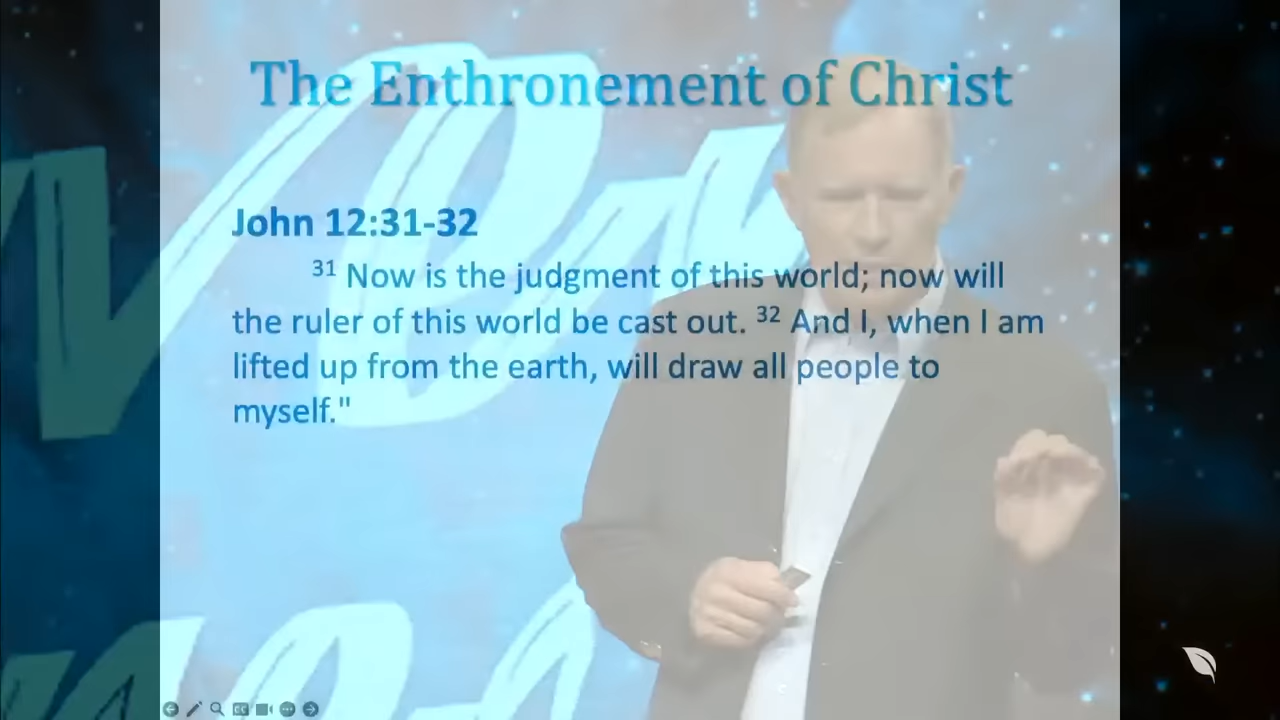 The Enthronement of Christ
John 12:31-32
31 Now is the judgment of this world; now will
the ruler of this world be cast out. 32 And I, when I am
lifted up from the earth, will draw all people to
myself."